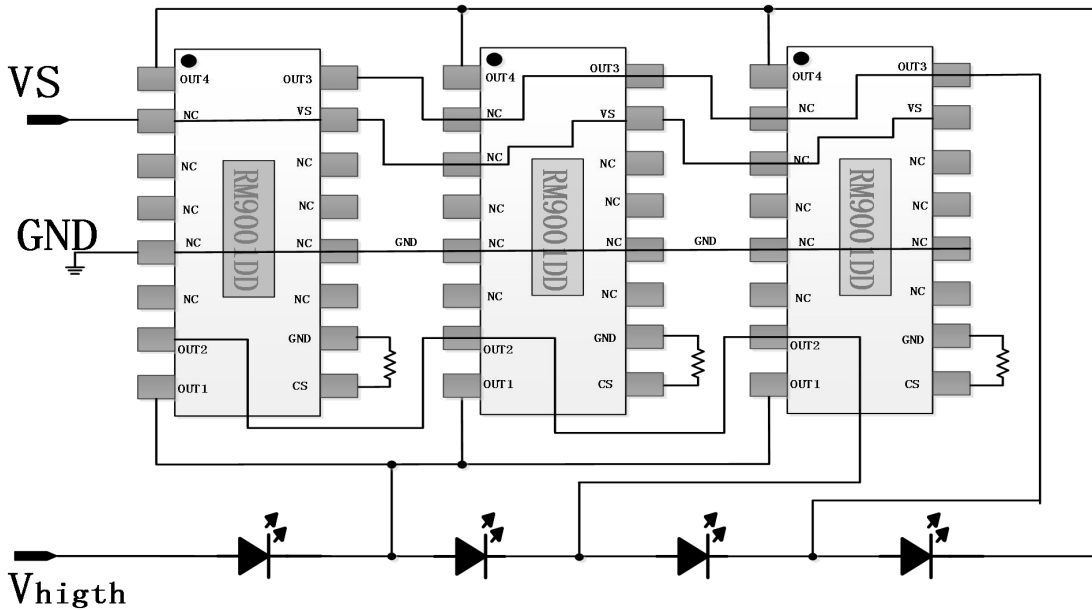 VS
GND
Vhigth
OUT4 OUT3
NC VS
NC NC
NC NC
NC NC
NC NC
OUT2 GND
OUT1 CS
RM9001DD
GND
OUT4 OUT3
NC VS
NC NC
NC NC
NC NC
NC NC
OUT2 GND
OUT1 CS
RM9001DD
GND
OUT4 OUT3
NC VS
NC NC
NC NC
NC NC
NC NC
OUT2 GND
OUT1 CS
RM9001DD